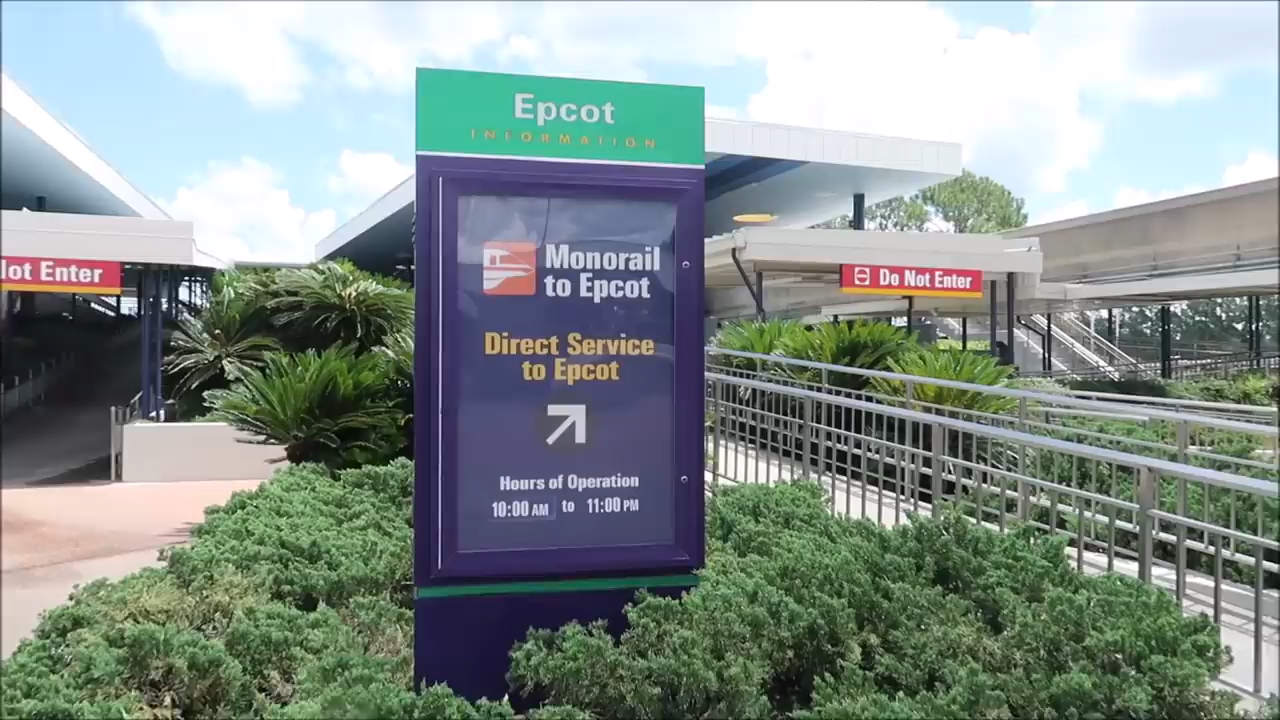 Epcot
INFORMATION
Monorail
to Epcot
Direct Service
to Epcot
Hours of Operation
10:00 AM to 11:00 PM
Not Enter
Do Not Enter